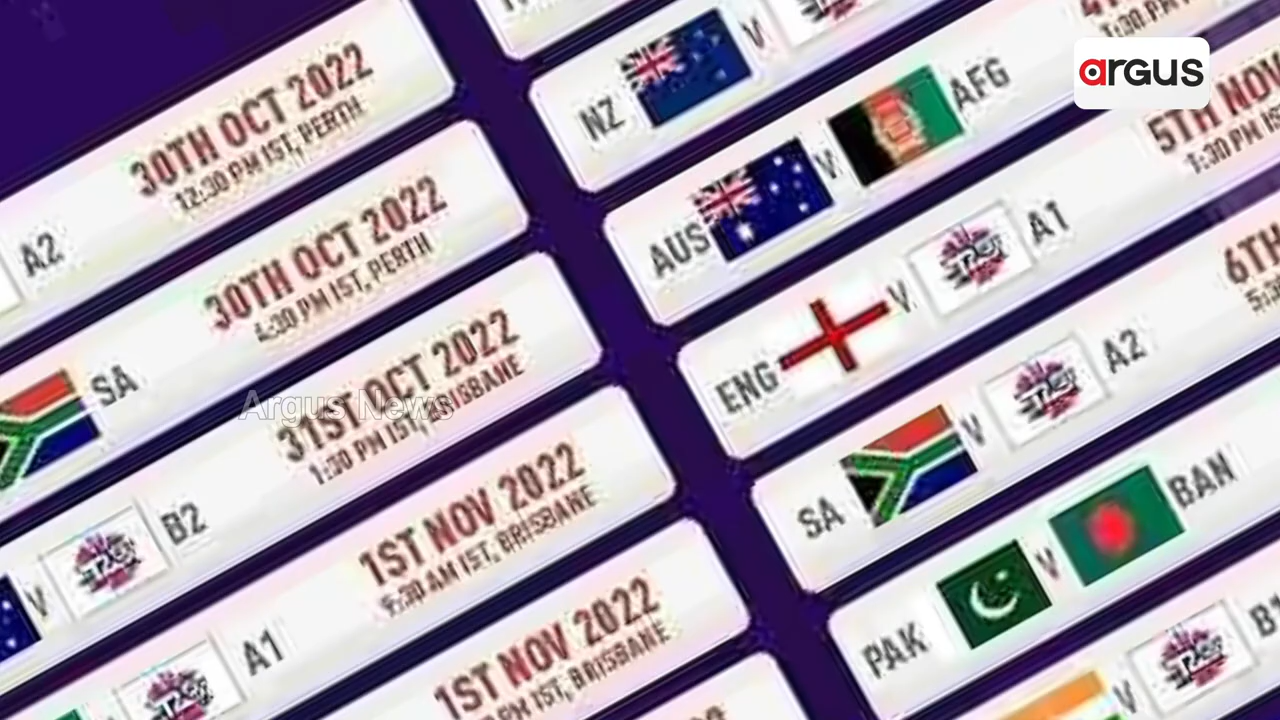 argus
A2
30TH OCT 2022
12:30 PM IST, PERTH
SA
30TH OCT 2022
4:30 PM IST, PERTH
B2
31ST OCT 2022
1:30 PM IST, BRISBANE
Argus News
V
A1
1ST NOV 2022
9:30 AM IST, BRISBANE
1ST NOV 2022
PM IST, BRISBANE
NZ V
AUS V AFG
ENG V A1
5TH NOV
1:30 PM IS
SA V A2
6TH
PAK V BAN
V